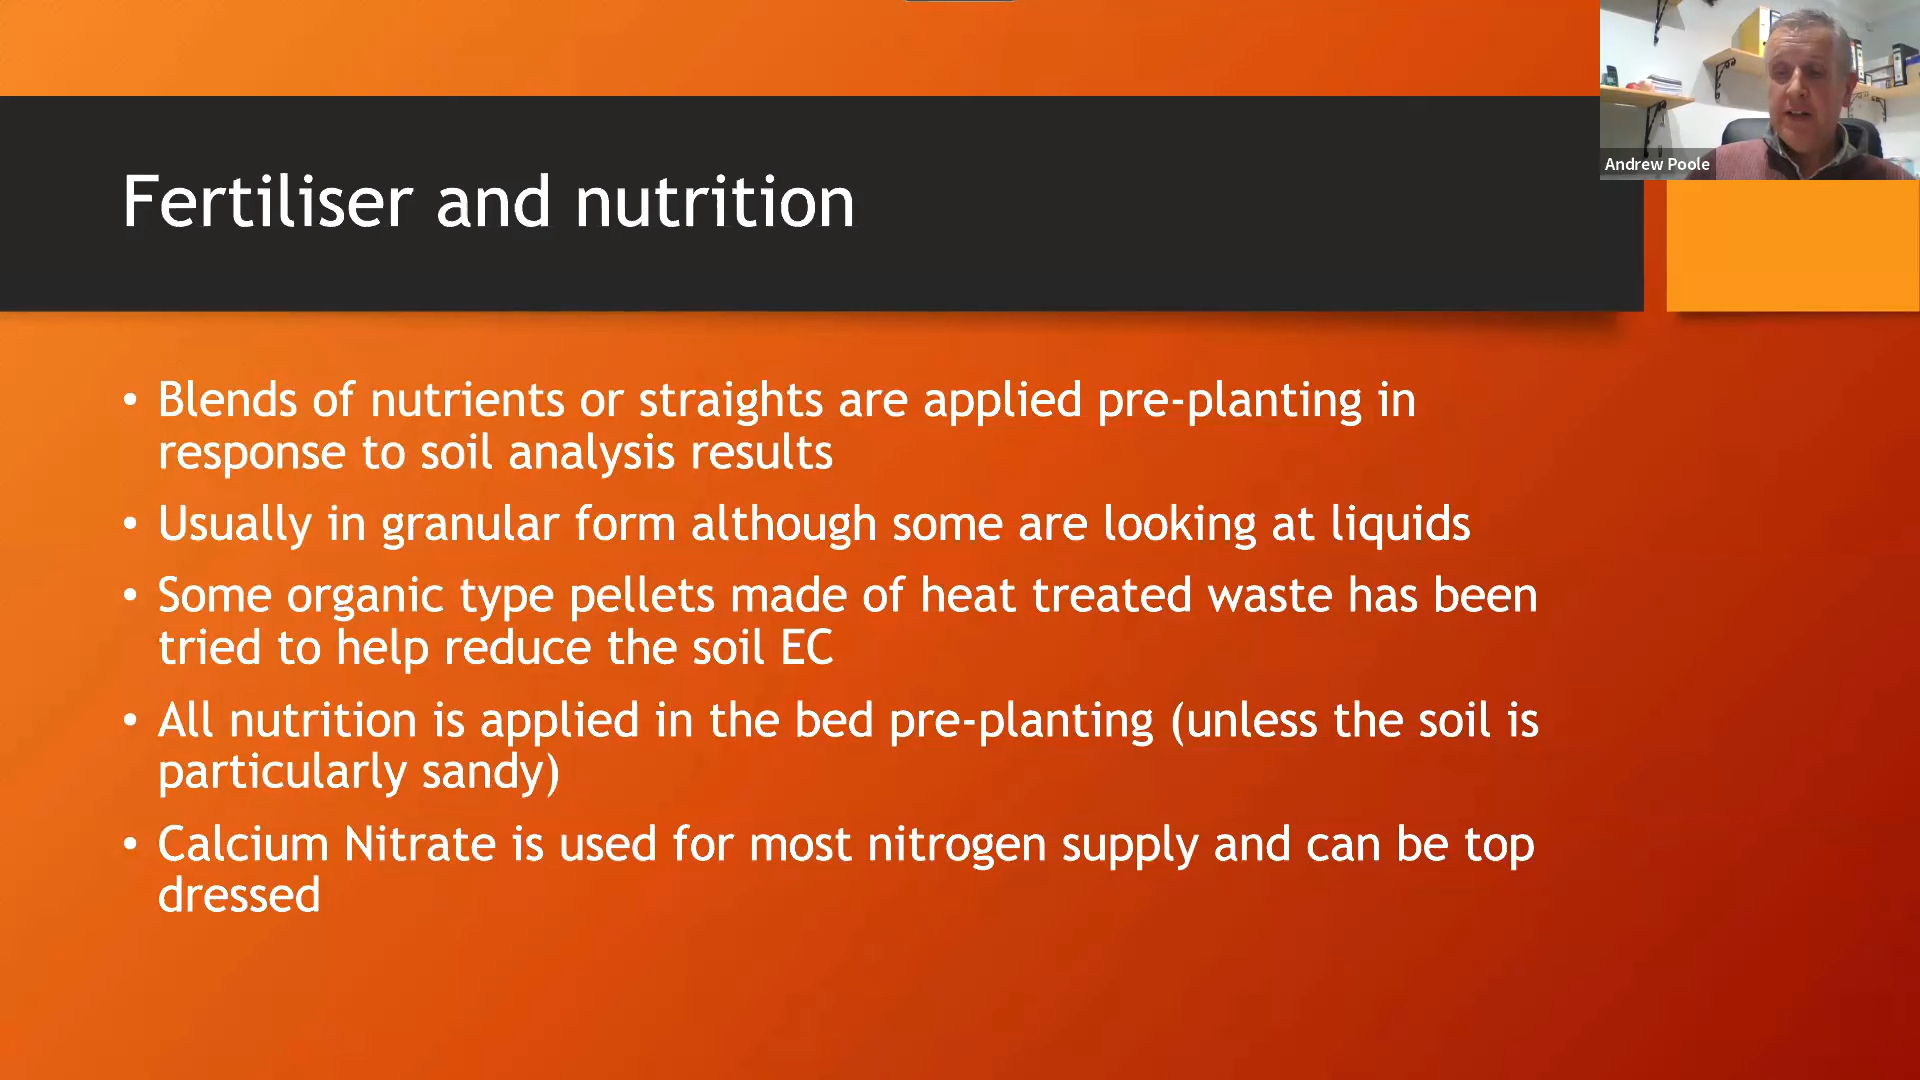 Andrew Poole
Fertiliser and nutrition
• Blends of nutrients or straights are applied pre-planting in
response to soil analysis results
• Usually in granular form although some are looking at liquids
• Some organic type pellets made of heat treated waste has been
tried to help reduce the soil EC
• All nutrition is applied in the bed pre-planting (unless the soil is
particularly sandy)
• Calcium Nitrate is used for most nitrogen supply and can be top
dressed